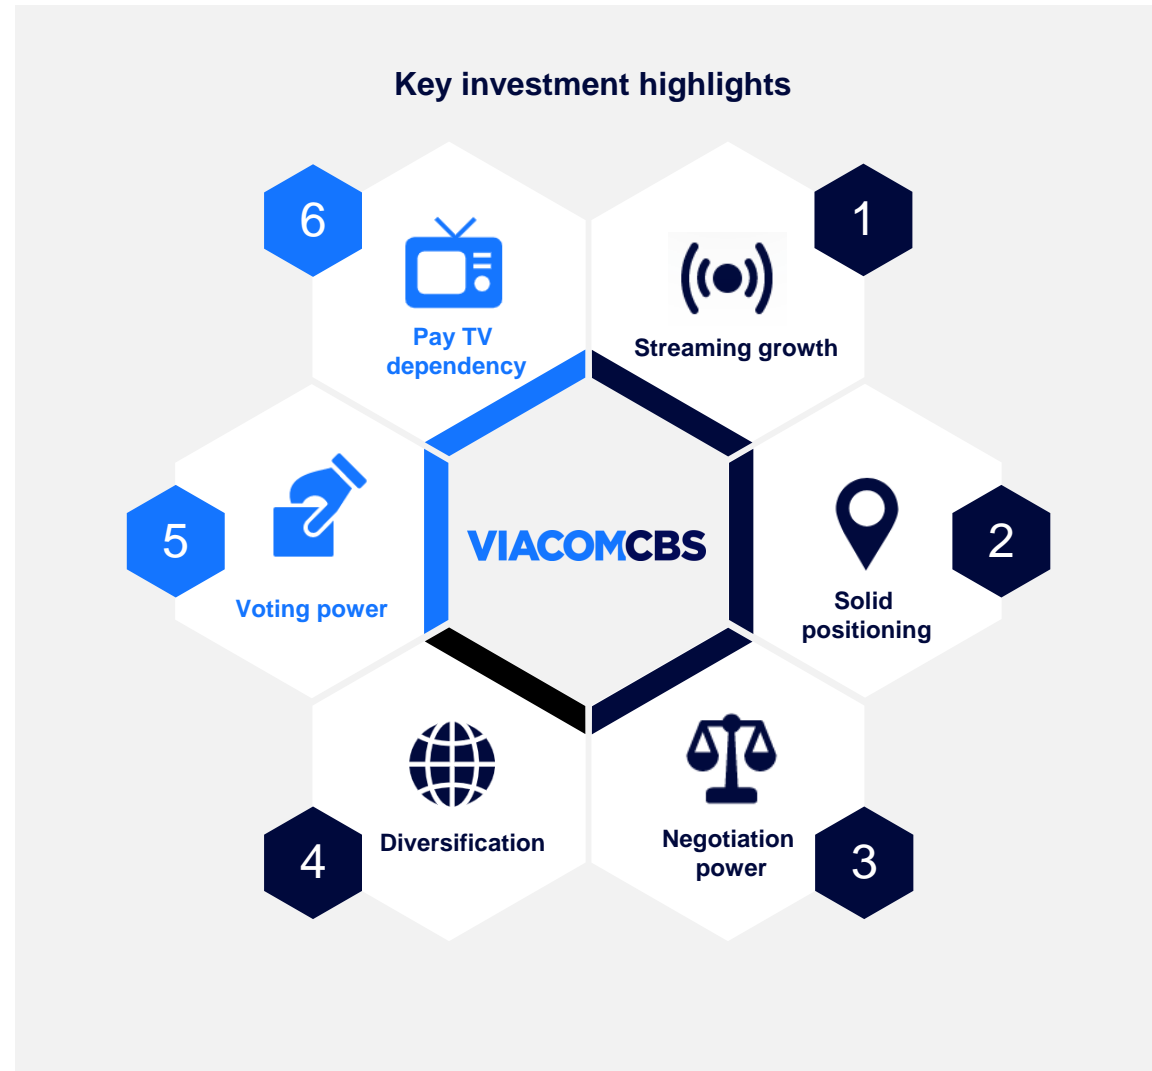 Key investment highlights
1
Streaming growth
2
Solid
positioning
3
Negotiation
power
4
Diversification
5
Voting power
6
Pay TV
dependency
VIACOMCBS